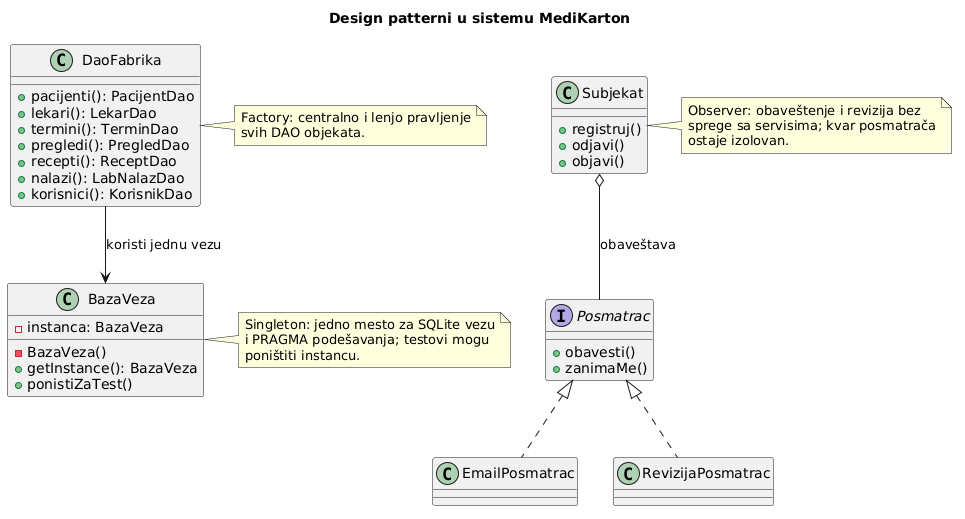 Design patterni u sistemu MediKarton
C DaoFabrika
pacijenti(): PacijentDao
lekari(): LekarDao
termini(): TerminDao
pregledi(): PregledDao
recepti(): ReceptDao
nalazi(): LabNalazDao
korisnici(): KorisnikDao
Factory: centralno i lenjo pravljenje
svih DAO objekata.
C Subjekat
registruj()
odjavi()
objavi()
Observer: obaveštenje i revizija bez
sprege sa servisima; kvar posmatrača
ostaje izolovan.
koristi jednu vezu
obaveštava
C BazaVeza
instanca: BazaVeza
BazaVeza()
getInstance(): BazaVeza
ponistiZaTest()
Singleton: jedno mesto za SQLite vezu
i PRAGMA podešavanja; testovi mogu
poništiti instancu.
I Posmatrac
obavesti()
zanimaMe()
C EmailPosmatrac
C RevizijaPosmatrac